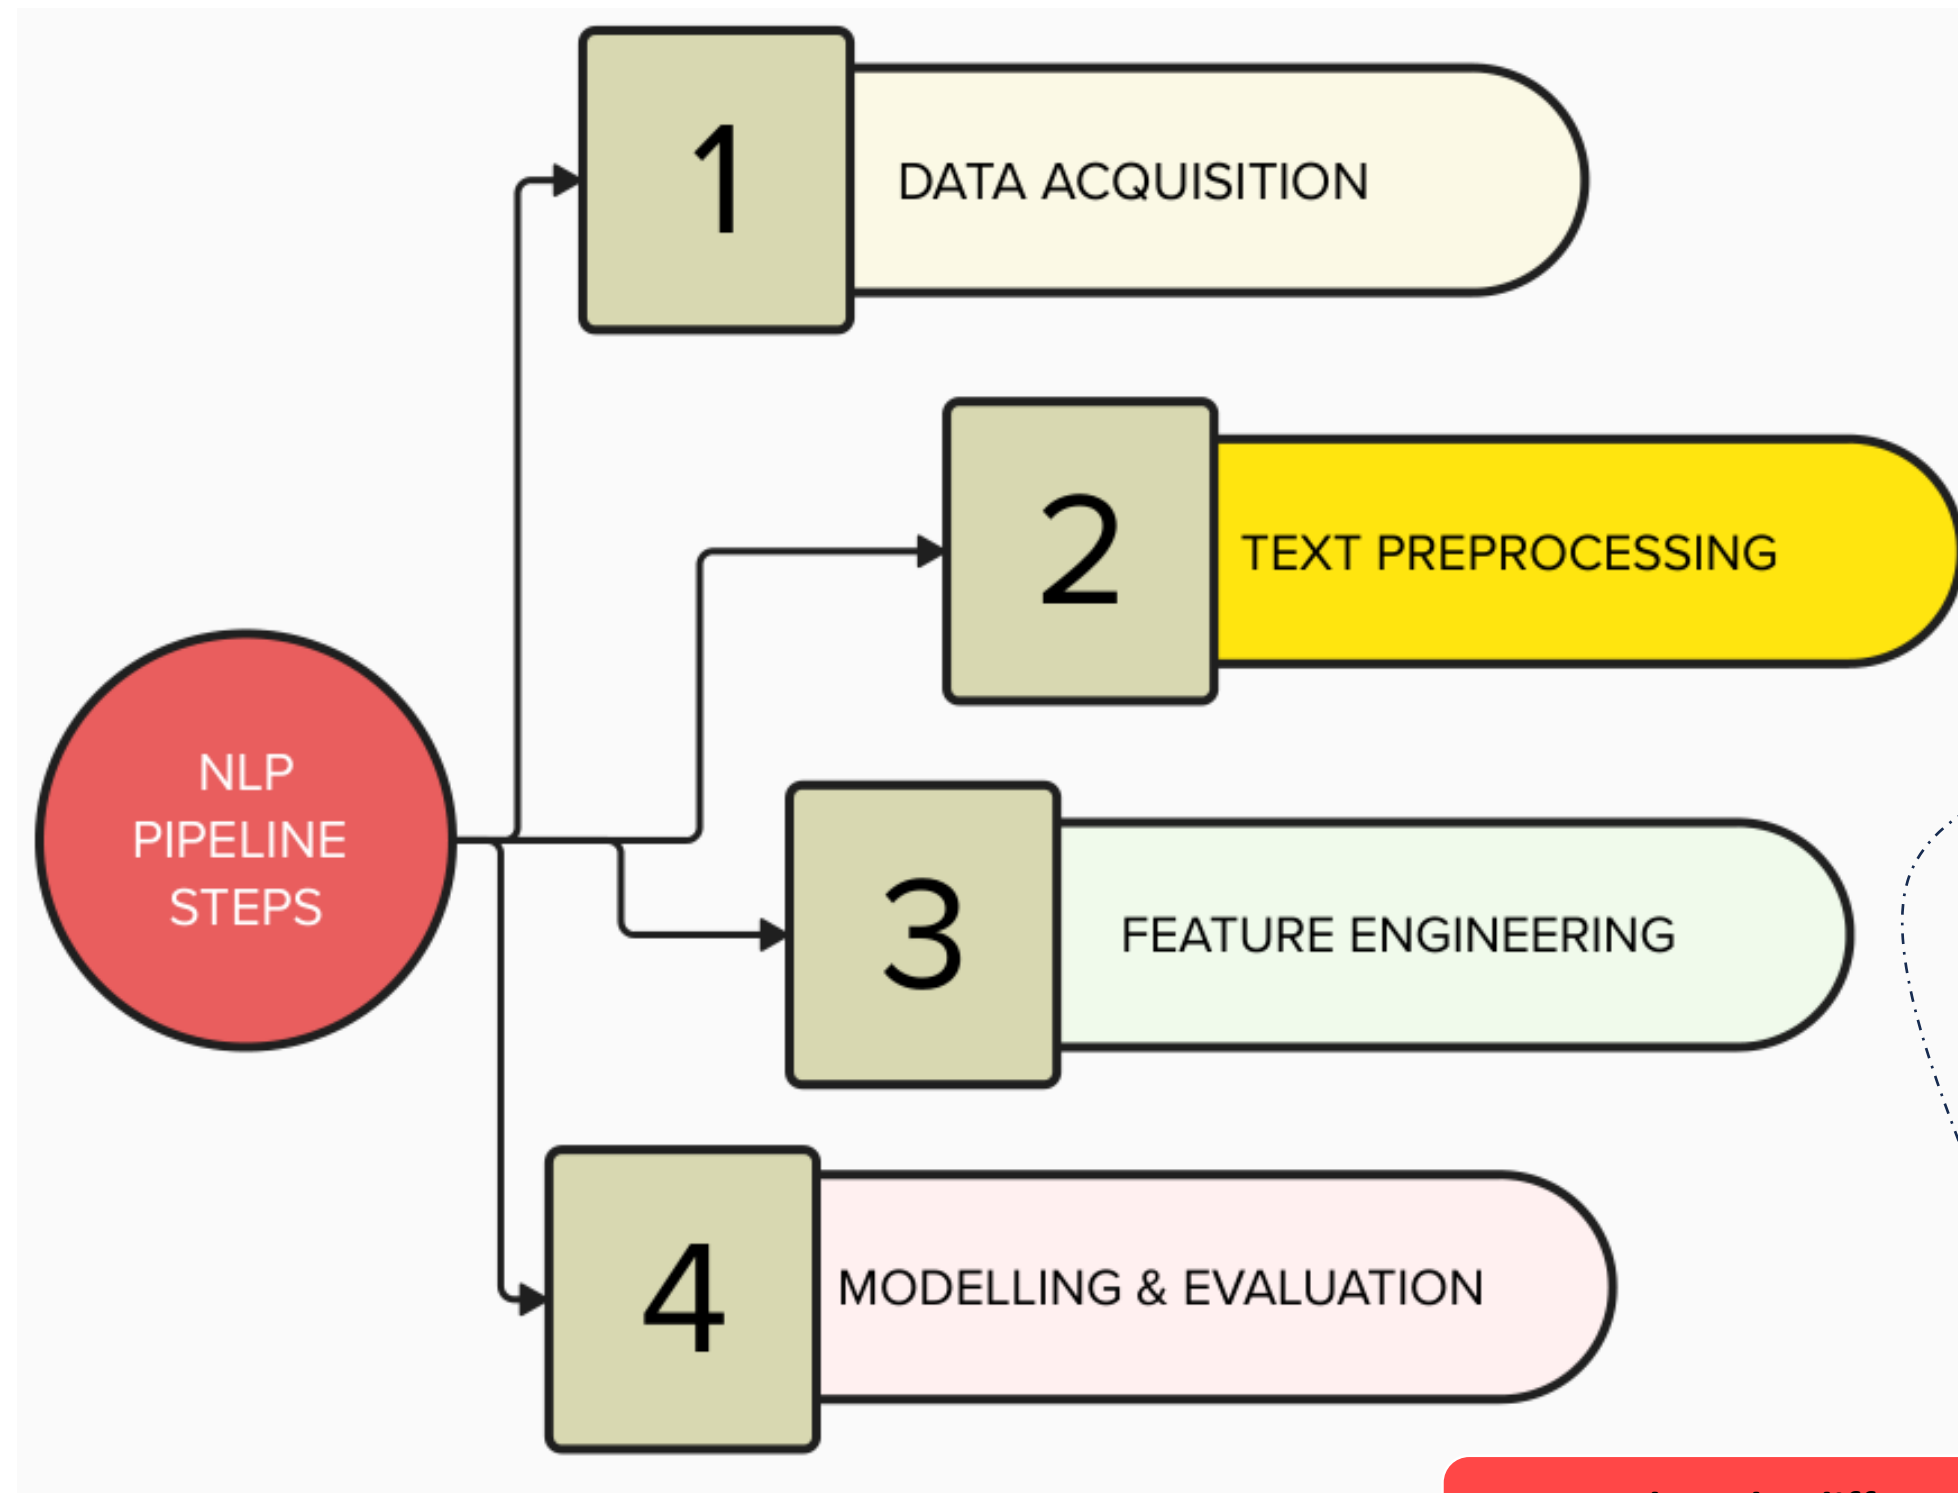 1
DATA ACQUISITION
2
TEXT PREPROCESSING
NLP
PIPELINE
STEPS
3
FEATURE ENGINEERING
4
MODELLING & EVALUATION